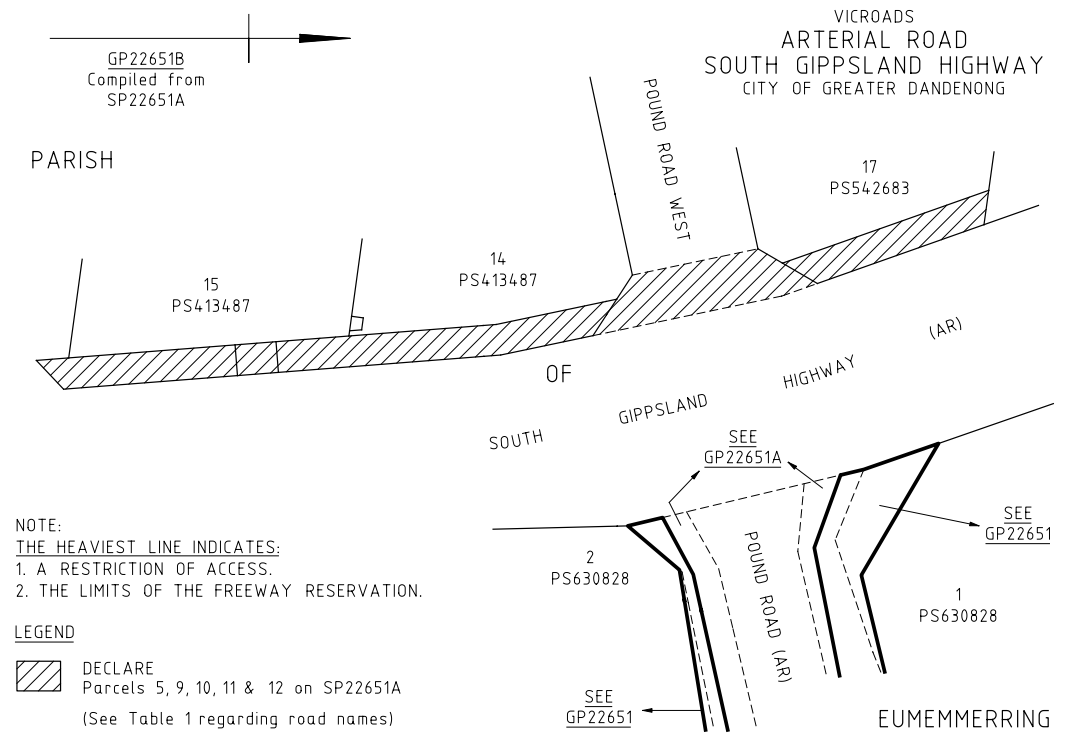 VICROADS
ARTERIAL ROAD
SOUTH GIPPSLAND HIGHWAY
CITY OF GREATER DANDENONG
GP22651B
Compiled from
SP22651A
PARISH
POUND ROAD WEST
17
PS542683
14
PS413487
15
PS413487
OF
SOUTH GIPPSLAND HIGHWAY (AR)
SEE
GP22651A
SEE
GP22651
2
PS630828
POUND ROAD (AR)
1
PS630828
SEE
GP22651
NOTE:
THE HEAVIEST LINE INDICATES:
1. A RESTRICTION OF ACCESS.
2. THE LIMITS OF THE FREEWAY RESERVATION.
LEGEND
DECLARE
Parcels 5, 9, 10, 11 & 12 on SP22651A
(See Table 1 regarding road names)
EUMEMMERRING